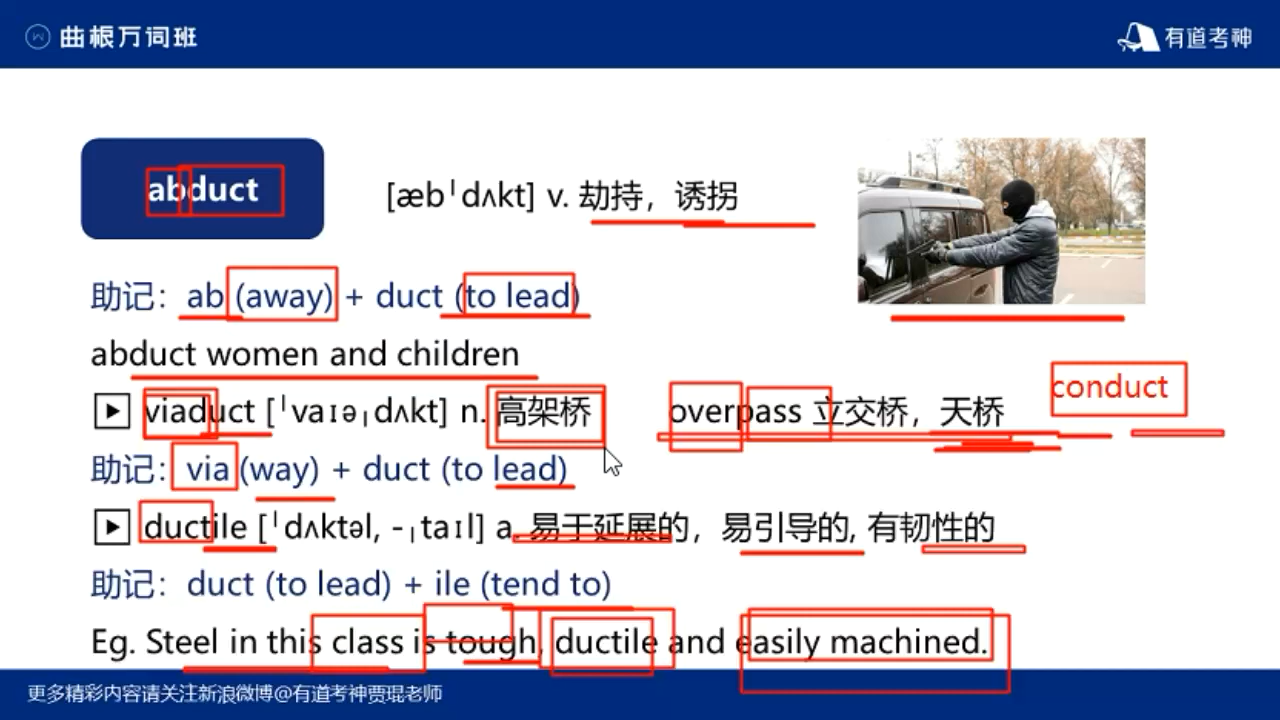 曲根万词班
有道考神
abduct
[æbˈdʌkt] v. 劫持，诱拐
助记：ab (away) + duct (to lead)
abduct women and children
conduct
viaduct [ˈvaɪəˌdʌkt] n. 高架桥 overpass 立交桥，天桥
助记：via (way) + duct (to lead)
ductile [ˈdʌktəl, -ˌtaɪl] a. 易于延展的，易引导的, 有韧性的
助记：duct (to lead) + ile (tend to)
Eg. Steel in this class is tough, ductile and easily machined.
更多精彩内容请关注新浪微博@有道考神贾琨老师